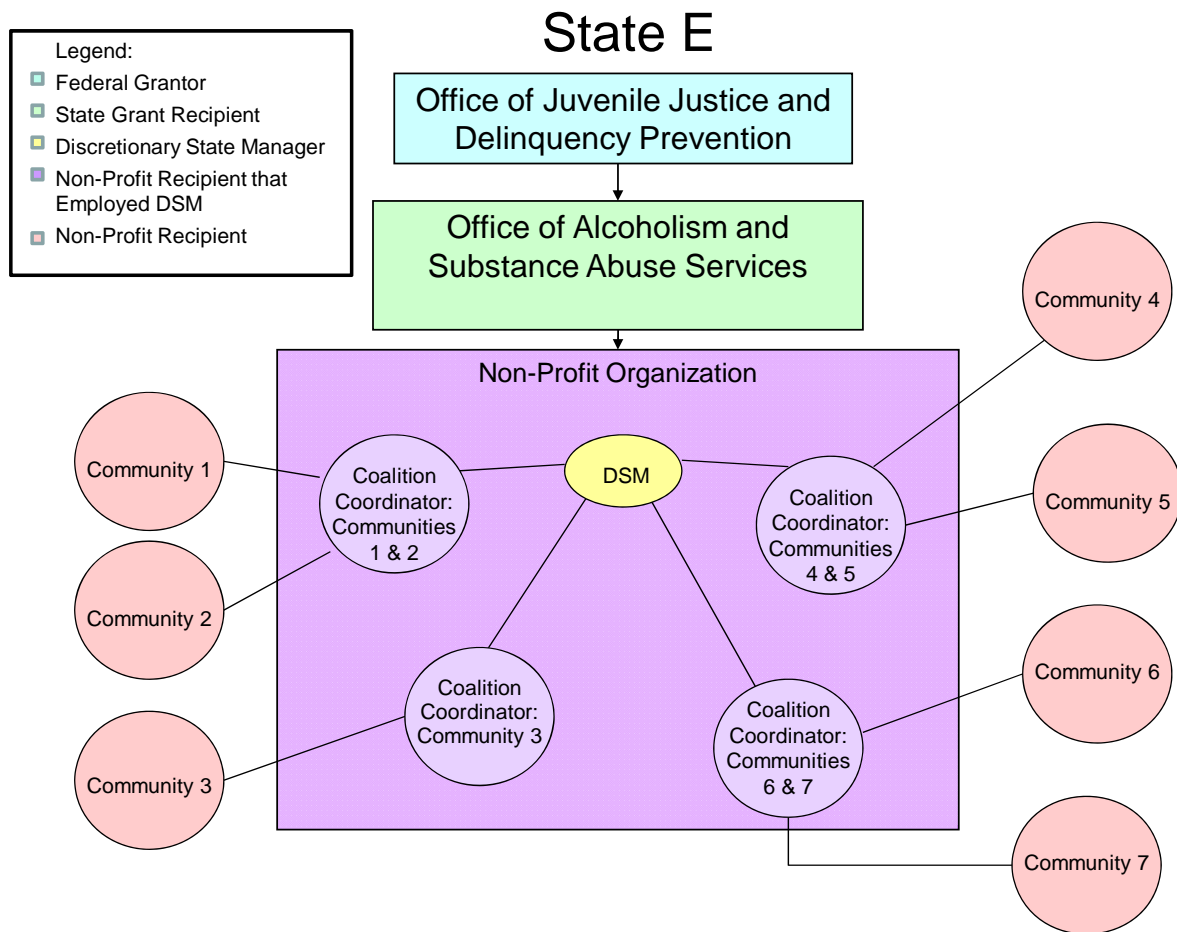 State E
Legend:
Federal Grantor
State Grant Recipient
Discretionary State Manager
Non-Profit Recipient that
Employed DSM
Non-Profit Recipient
Office of Juvenile Justice and
Delinquency Prevention
Office of Alcoholism and
Substance Abuse Services
Non-Profit Organization
Community 1
Community 2
Community 3
Coalition
Coordinator:
Communities
1 & 2
DSM
Coalition
Coordinator:
Communities
4 & 5
Coalition
Coordinator:
Community 3
Coalition
Coordinator:
Communities
6 & 7
Community 4
Community 5
Community 6
Community 7